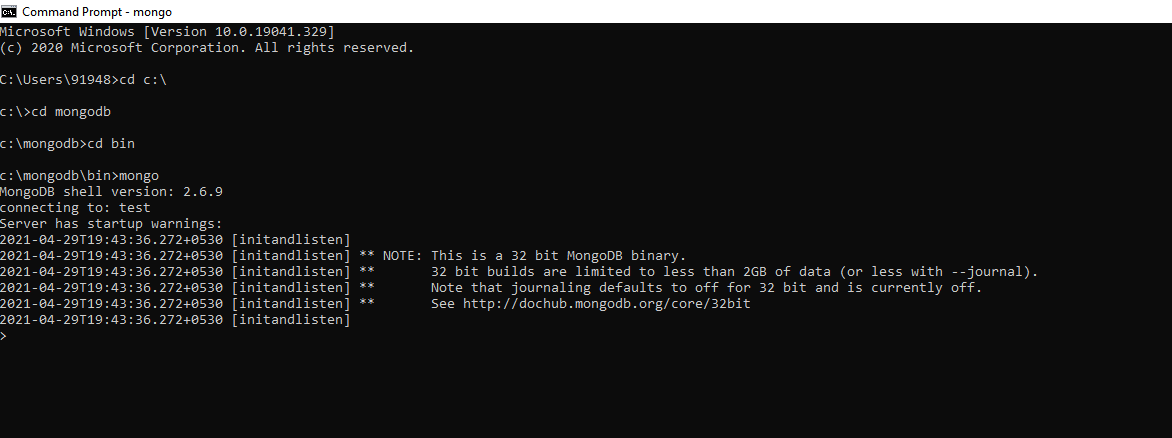 Command Prompt - mongo
Microsoft Windows [Version 10.0.19041.329]
(c) 2020 Microsoft Corporation. All rights reserved.
C:\Users\91948>cd c:\
c:\>cd mongodb
c:\mongodb>cd bin
c:\mongodb\bin>mongo
MongoDB shell version: 2.6.9
connecting to: test
Server has startup warnings:
2021-04-29T19:43:36.272+0530 [initandlisten]
2021-04-29T19:43:36.272+0530 [initandlisten] ** NOTE: This is a 32 bit MongoDB binary.
2021-04-29T19:43:36.272+0530 [initandlisten] **       32 bit builds are limited to less than 2GB of data (or less with --journal).
2021-04-29T19:43:36.272+0530 [initandlisten] **       Note that journaling defaults to off for 32 bit and is currently off.
2021-04-29T19:43:36.272+0530 [initandlisten] **       See http://dochub.mongodb.org/core/32bit
2021-04-29T19:43:36.272+0530 [initandlisten]
>